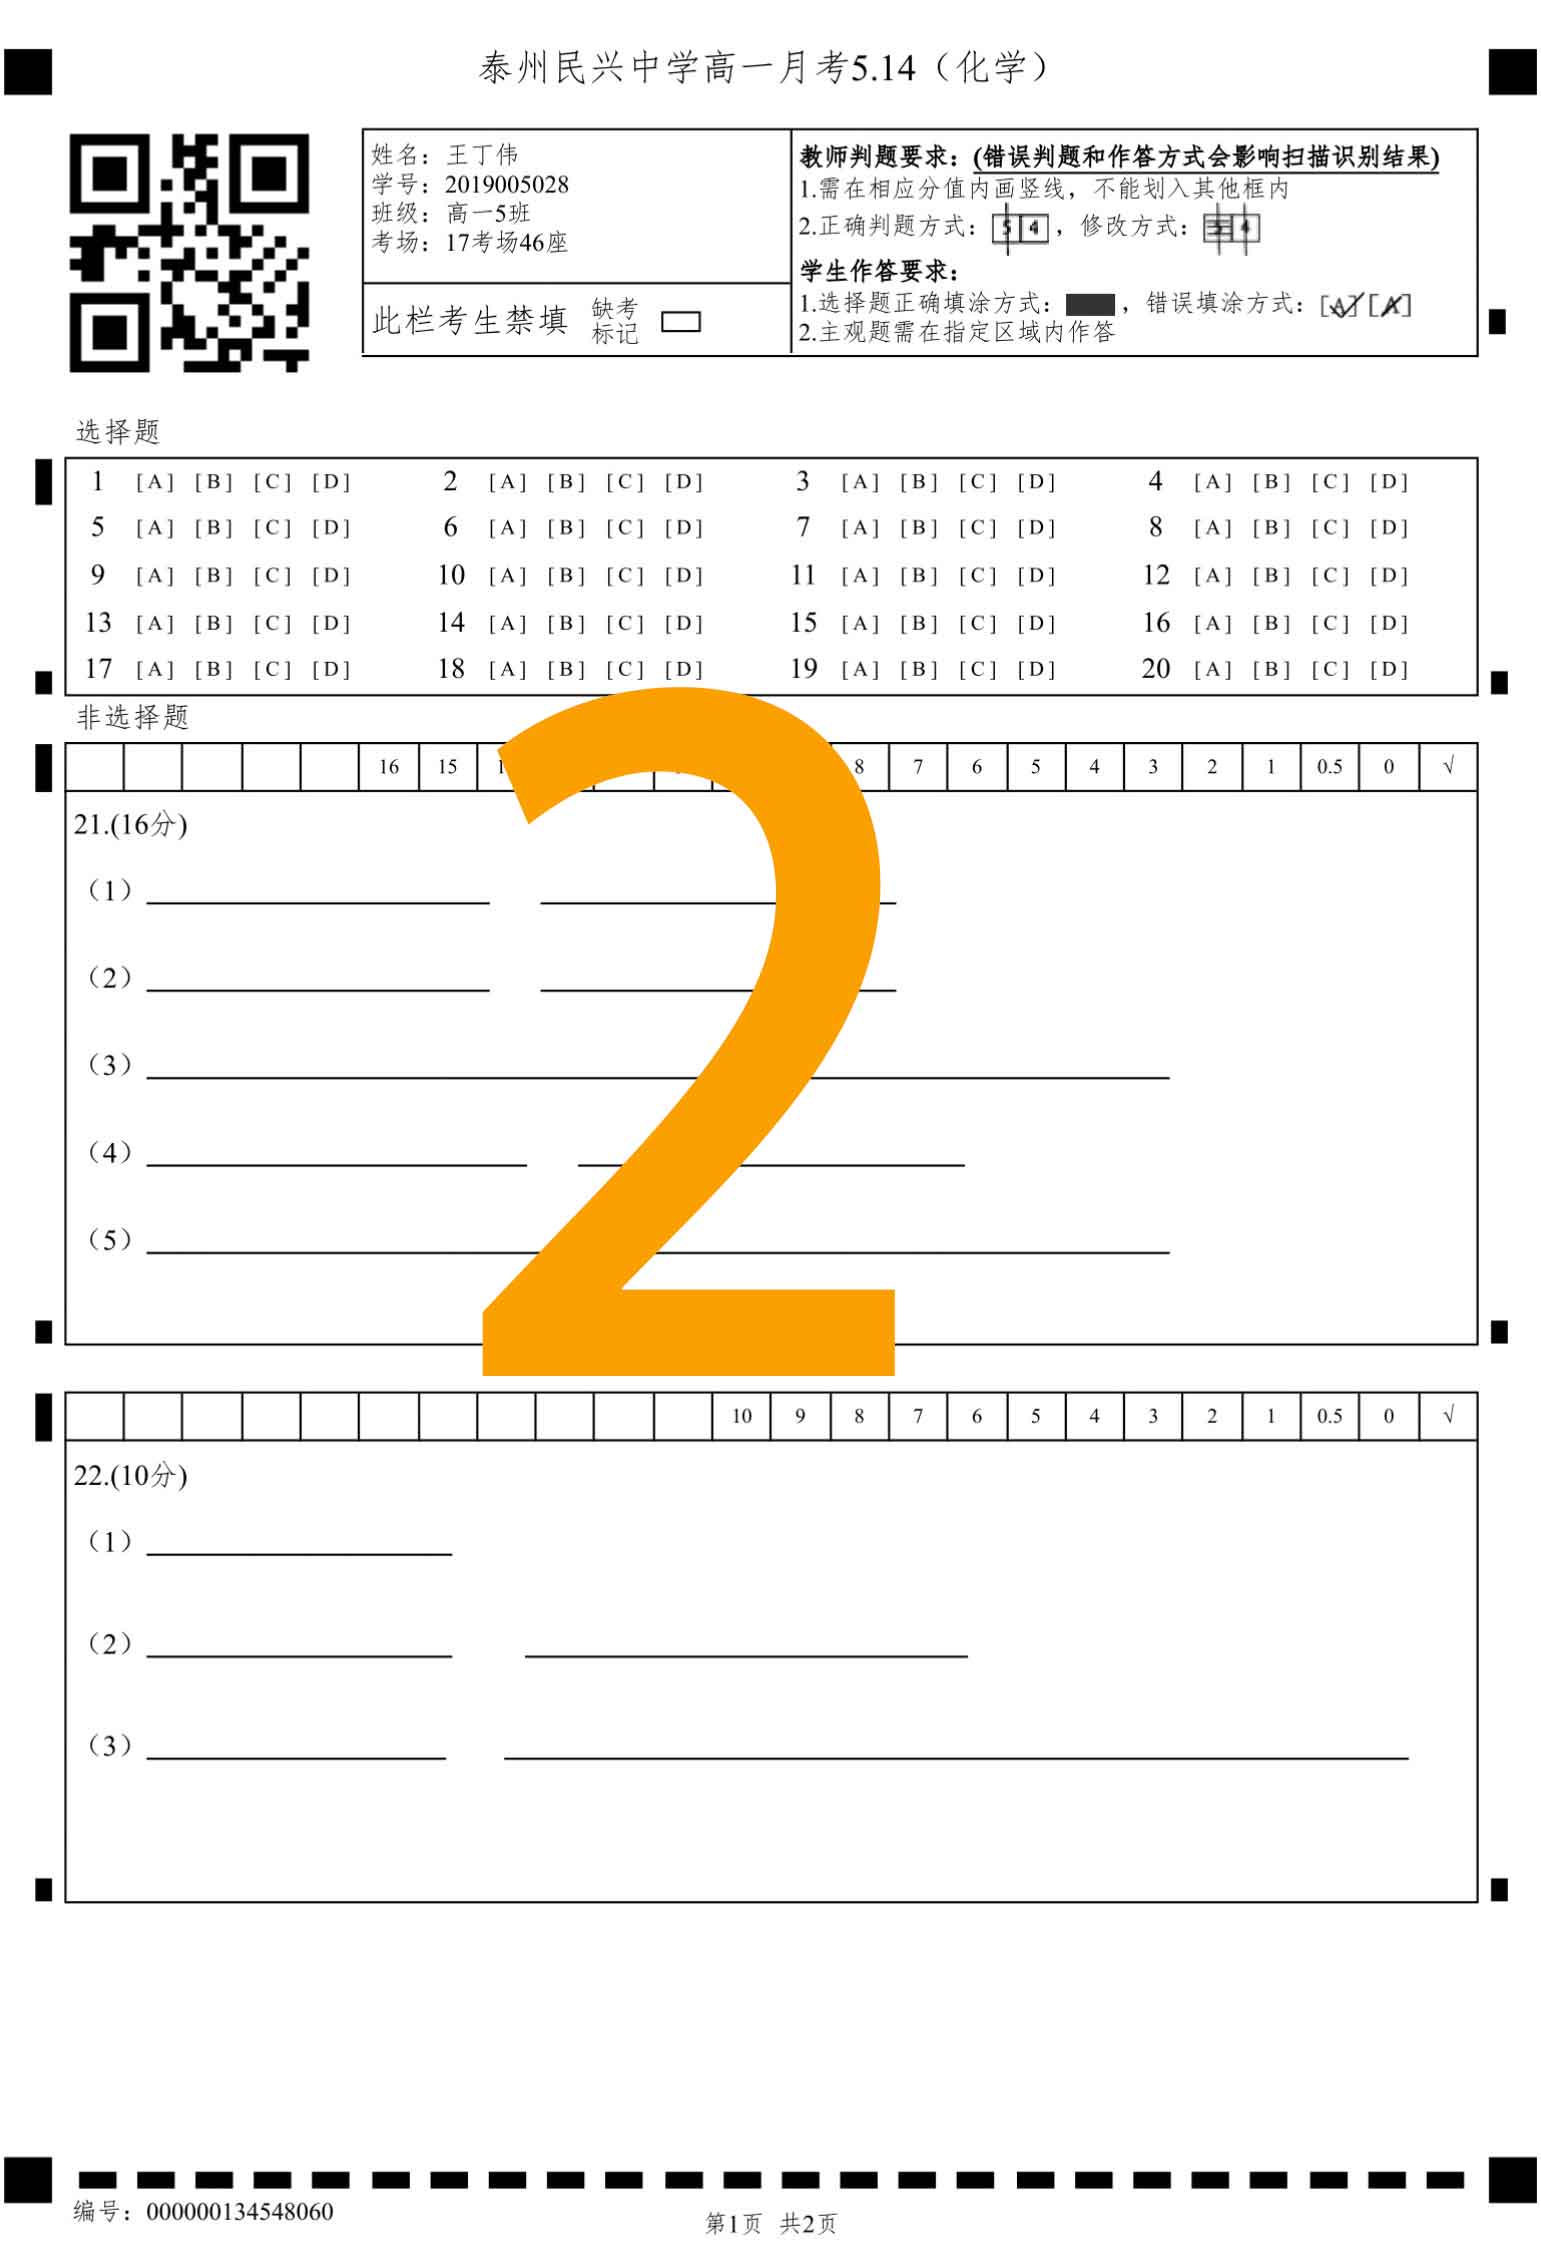 泰州民兴中学高一月考5.14（化学）
姓名：王丁伟
学号：2019005028
班级：高一5班
考场：17考场46座
此栏考生禁填 缺考标记
教师判题要求：(错误判题和作答方式会影响扫描识别结果)
1.需在相应分值内画竖线，不能划入其他框内
2.正确判题方式：5 4，修改方式：5 4
学生作答要求：
1.选择题正确填涂方式：，错误填涂方式：[A] [A]
2.主观题需在指定区域内作答
选择题
1 [A] [B] [C] [D] 2 [A] [B] [C] [D] 3 [A] [B] [C] [D] 4 [A] [B] [C] [D]
5 [A] [B] [C] [D] 6 [A] [B] [C] [D] 7 [A] [B] [C] [D] 8 [A] [B] [C] [D]
9 [A] [B] [C] [D] 10 [A] [B] [C] [D] 11 [A] [B] [C] [D] 12 [A] [B] [C] [D]
13 [A] [B] [C] [D] 14 [A] [B] [C] [D] 15 [A] [B] [C] [D] 16 [A] [B] [C] [D]
17 [A] [B] [C] [D] 18 [A] [B] [C] [D] 19 [A] [B] [C] [D] 20 [A] [B] [C] [D]
非选择题
16 15 8 7 6 5 4 3 2 1 0.5 0 √
2
21.(16分)
（1）
（2）
（3）
（4）
（5）
10 9 8 7 6 5 4 3 2 1 0.5 0 √
22.(10分)
（1）
（2）
（3）
编号：000000134548060
第1页 共2页